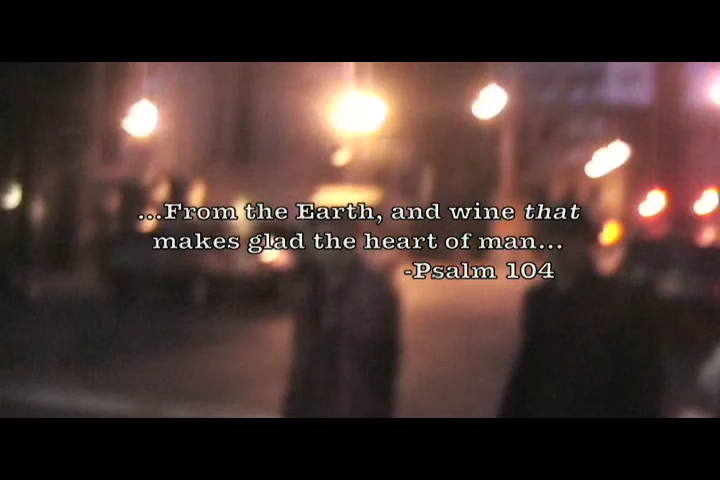 ...From the Earth, and wine that
makes glad the heart of man...
-Psalm 104